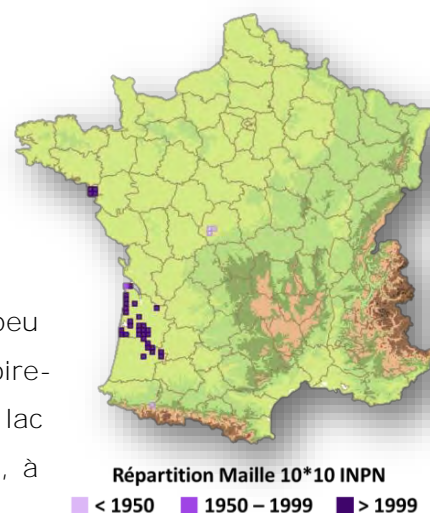 peu
oire-
lac
, à
Répartition Maille 10*10 INPN
< 1950 1950 – 1999 > 1999